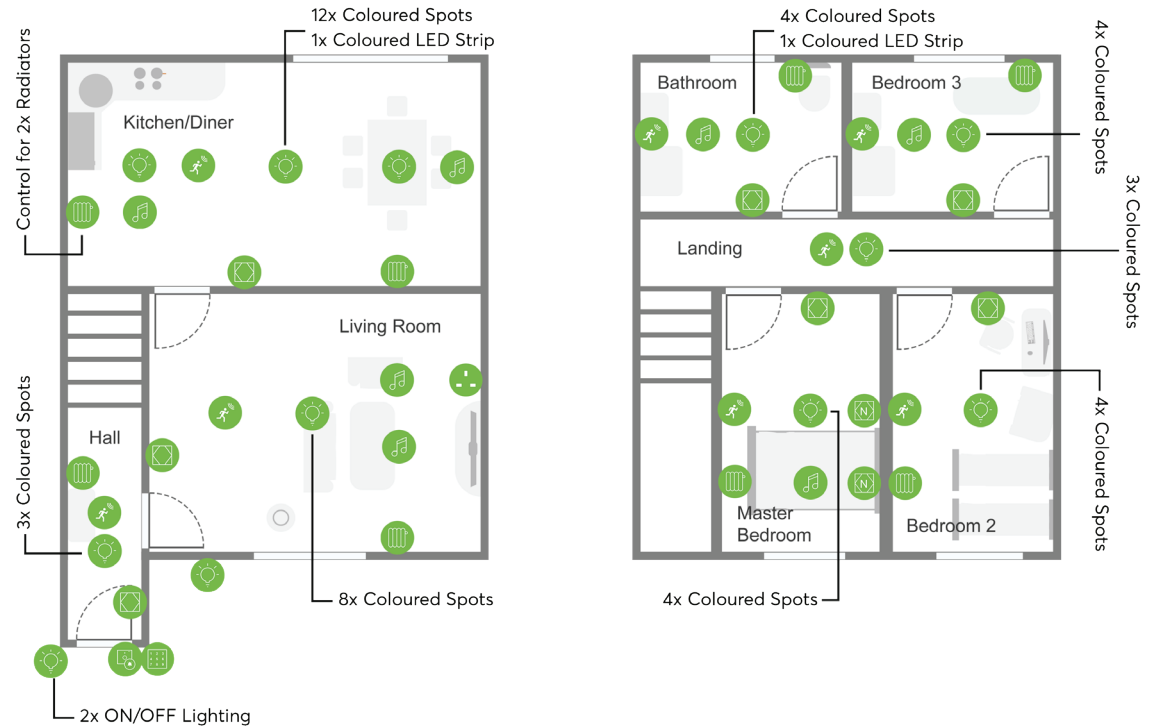 12x Coloured Spots
1x Coloured LED Strip
Control for 2x Radiators
Kitchen/Diner
Living Room
Hall
3x Coloured Spots
8x Coloured Spots
2x ON/OFF Lighting
4x Coloured Spots
1x Coloured LED Strip
4x Coloured Spots
Bathroom
Bedroom 3
3x Coloured Spots
Landing
N
N
4x Coloured Spots
Master
Bedroom
Bedroom 2
4x Coloured Spots